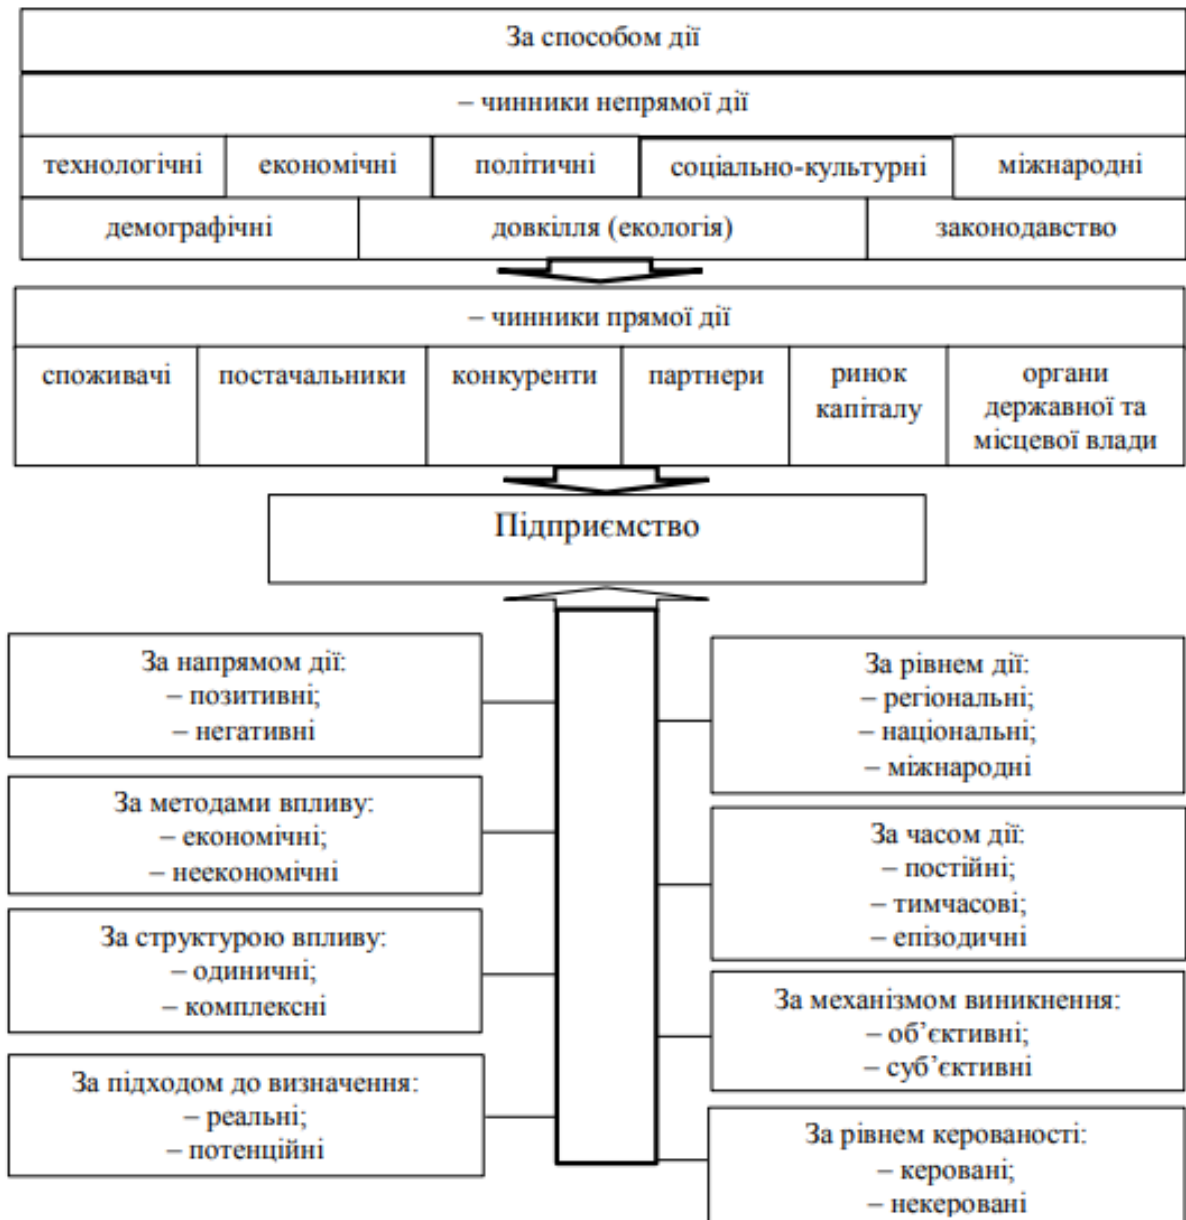 За способом дії
– чинники непрямої дії
технологічні економічні політичні соціально-культурні міжнародні
демографічні довкілля (екологія) законодавство
– чинники прямої дії
споживачі постачальники конкуренти партнери ринок капіталу органи державної та місцевої влади
Підприємство
За напрямом дії:
– позитивні;
– негативні
За методами впливу:
– економічні;
– неекономічні
За структурою впливу:
– одиничні;
– комплексні
За підходом до визначення:
– реальні;
– потенційні
За рівнем дії:
– регіональні;
– національні;
– міжнародні
За часом дії:
– постійні;
– тимчасові;
– епізодичні
За механізмом виникнення:
– об’єктивні;
– суб’єктивні
За рівнем керованості:
– керовані;
– некеровані